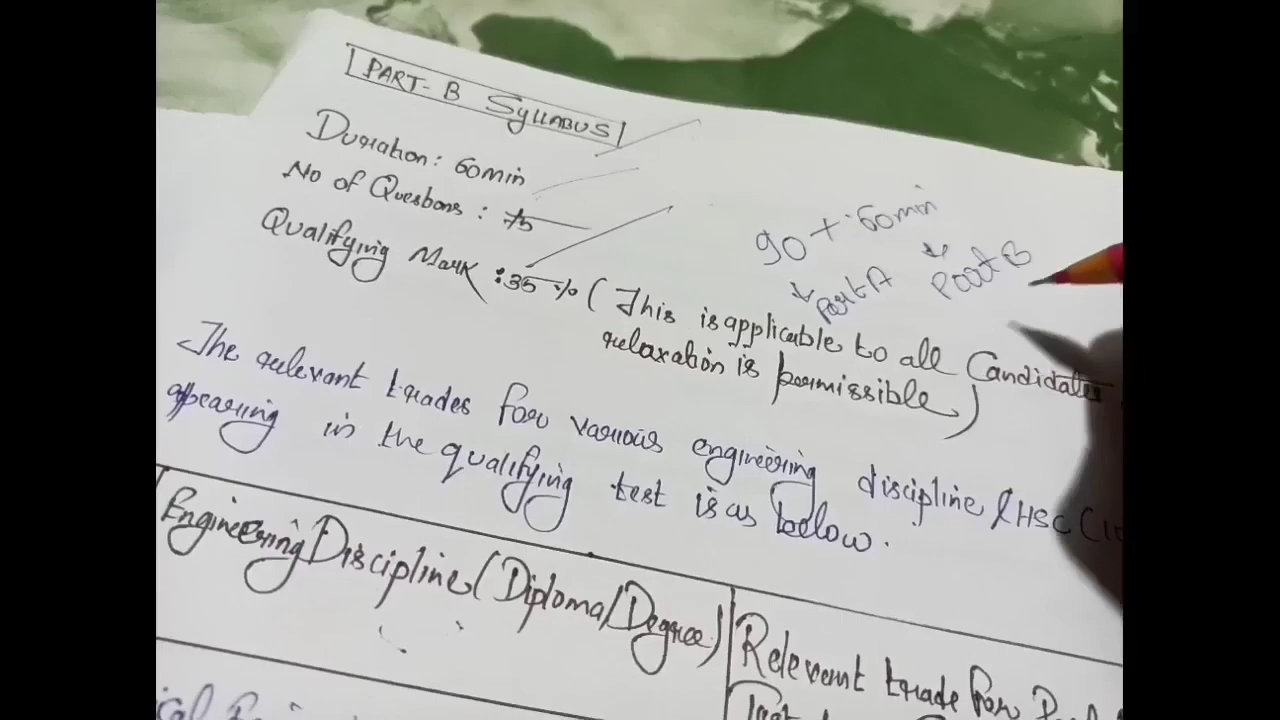 PART-B SYLLABUS
Duration: 60min
No of Questions : 75
Qualifying Mark :35 % ( This is applicable to all Candidates
relaxation is permissible)
90 + 60min
Part A Part B
The relevant trades for various engineering discipline & HSC (10
appearing in the qualifying test is as below.
Engineering Discipline (Diploma/Degree)
Relevant trade for